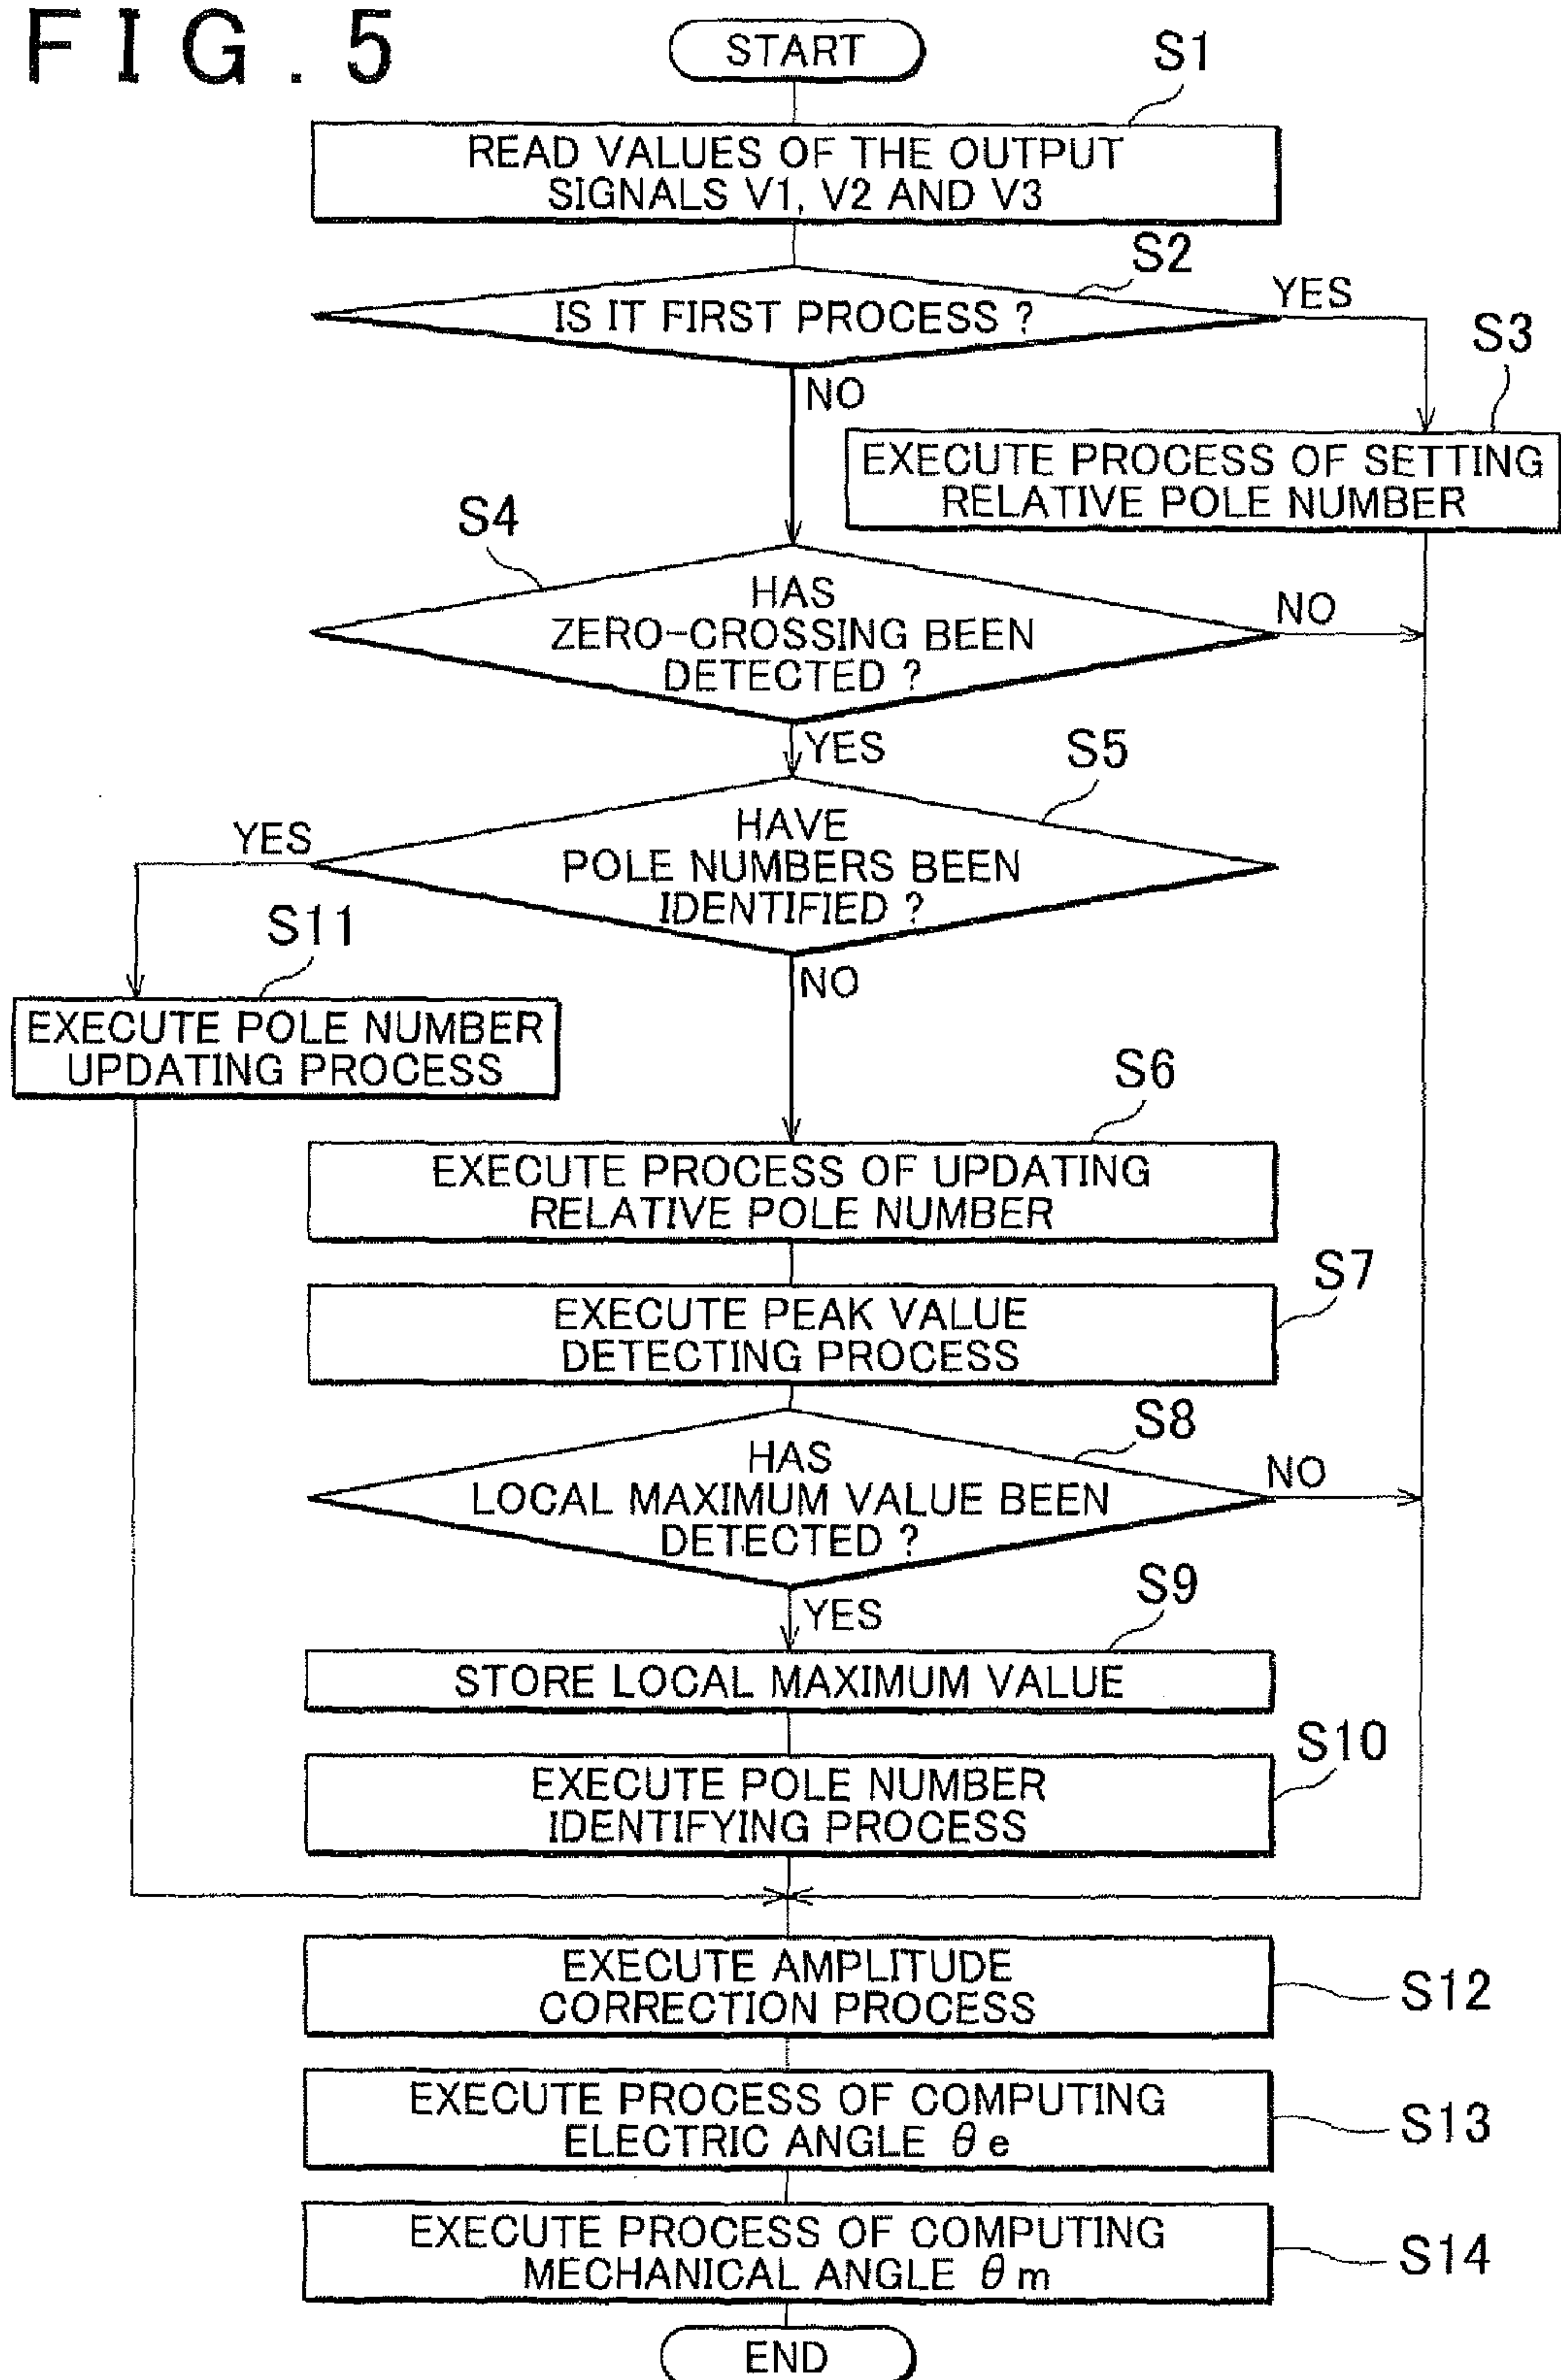 FIG.5
START
S1
READ VALUES OF THE OUTPUT
SIGNALS V1, V2 AND V3
S2
IS IT FIRST PROCESS ?
YES
NO
S3
EXECUTE PROCESS OF SETTING
RELATIVE POLE NUMBER
S4
HAS
ZERO-CROSSING BEEN
DETECTED ?
NO
YES
S5
HAVE
POLE NUMBERS BEEN
IDENTIFIED ?
YES
NO
S11
EXECUTE POLE NUMBER
UPDATING PROCESS
S6
EXECUTE PROCESS OF UPDATING
RELATIVE POLE NUMBER
S7
EXECUTE PEAK VALUE
DETECTING PROCESS
S8
HAS
LOCAL MAXIMUM VALUE BEEN
DETECTED ?
NO
YES
S9
STORE LOCAL MAXIMUM VALUE
S10
EXECUTE POLE NUMBER
IDENTIFYING PROCESS
EXECUTE AMPLITUDE
CORRECTION PROCESS
S12
EXECUTE PROCESS OF COMPUTING
ELECTRIC ANGLE θe
S13
EXECUTE PROCESS OF COMPUTING
MECHANICAL ANGLE θm
S14
END